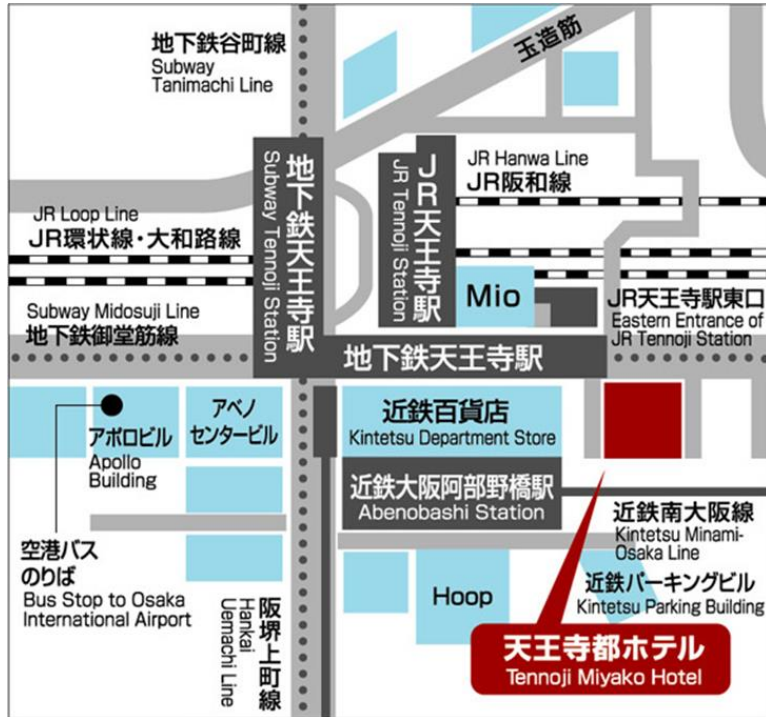 地下鉄谷町線
Subway
Tanimachi Line
玉造筋
地下鉄天王寺駅
Subway Tennoji Station
JR天王寺駅
JR Tennoji Station
JR Hanwa Line
JR阪和線
JR Loop Line
JR環状線・大和路線
Mio
Subway Midosuji Line
地下鉄御堂筋線
JR天王寺駅東口
Eastern Entrance of
JR Tennoji Station
地下鉄天王寺駅
アポロビル
Apollo
Building
アベノ
センタービル
近鉄百貨店
Kintetsu Department Store
近鉄大阪阿部野橋駅
Abenobashi Station
近鉄南大阪線
Kintetsu Minami-
Osaka Line
空港バス
のりば
Bus Stop to Osaka
International Airport
阪堺上町線
Hankai
Uemachi Line
Hoop
近鉄パーキングビル
Kintetsu Parking Building
天王寺都ホテル
Tennoji Miyako Hotel